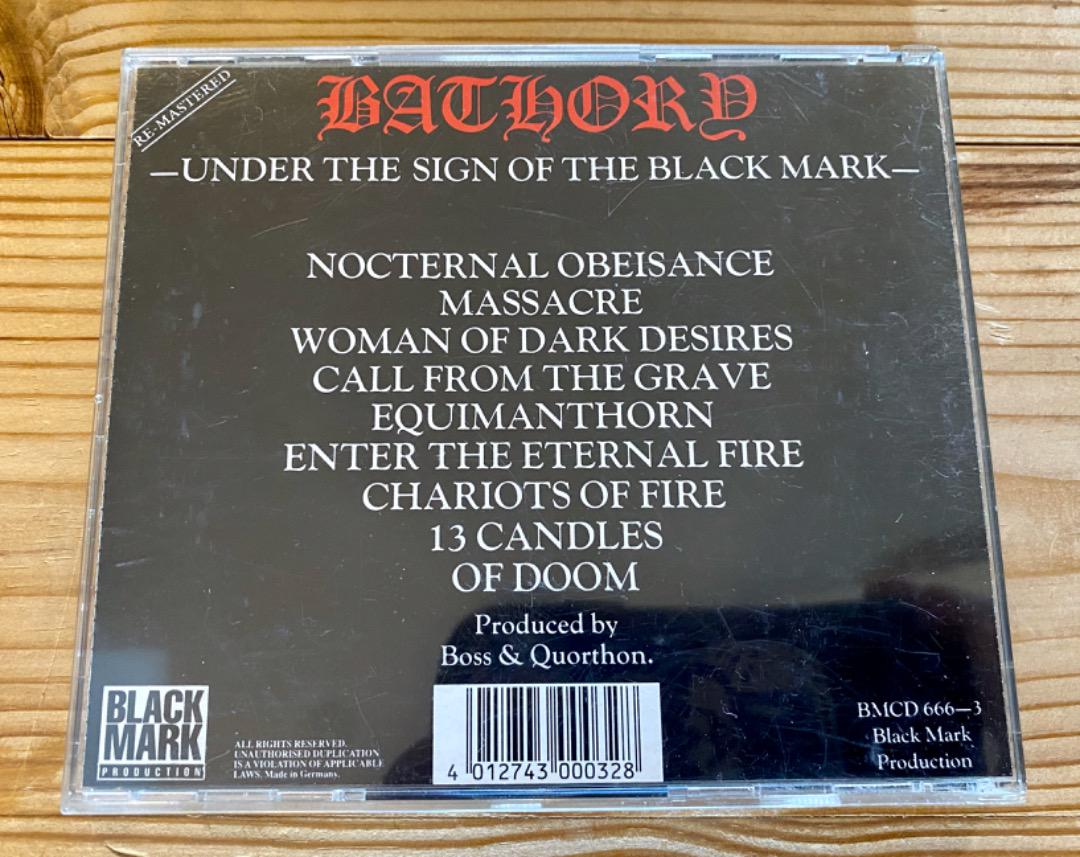 RE-MASTERED
BATHORY
—UNDER THE SIGN OF THE BLACK MARK—
NOCTERNAL OBEISANCE
MASSACRE
WOMAN OF DARK DESIRES
CALL FROM THE GRAVE
EQUIMANTHORN
ENTER THE ETERNAL FIRE
CHARIOTS OF FIRE
13 CANDLES
OF DOOM
Produced by
Boss & Quorthon.
BLACK
MARK
PRODUCTION
ALL RIGHTS RESERVED.
UNAUTHORISED DUPLICATION
IS A VIOLATION OF APPLICABLE
LAWS. Made in Germany.
4 012743 000328
BMCD 666—3
Black Mark
Production